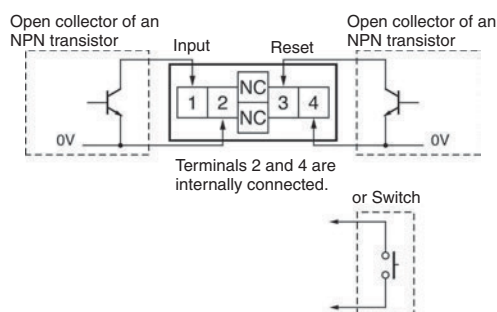 Open collector of an
NPN transistor
Input
Reset
Open collector of an
NPN transistor
NC
1 2 3 4
NC
0V
0V
Terminals 2 and 4 are
internally connected.
or Switch